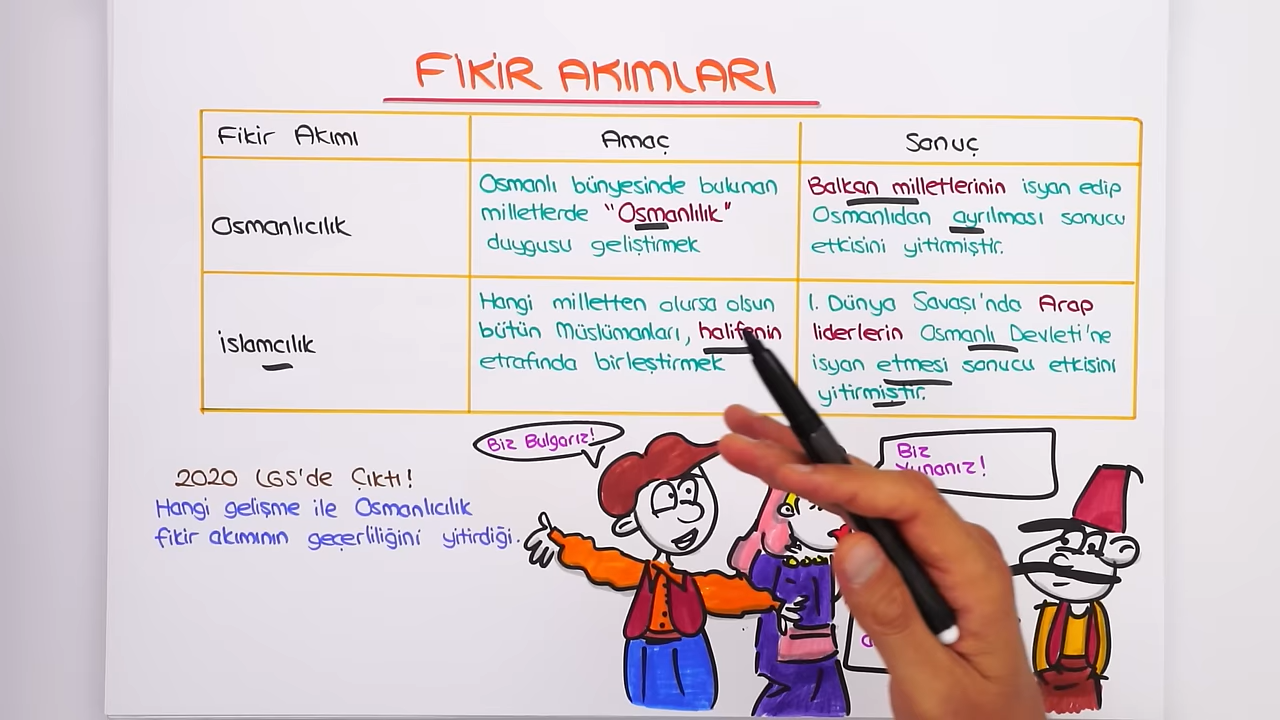 FİKİR AKIMLARI
Fikir Akımı
Amaç
Sonuç
Osmanlıcılık
Osmanlı bünyesinde bulunan
milletlerde "Osmanlılık"
duygusu geliştirmek
Balkan milletlerinin isyan edip
Osmanlıdan ayrılması sonucu
etkisini yitirmiştir.
İslamcılık
Hangi milletten olursa olsun
bütün Müslümanları, halifenin
etrafında birleştirmek
1. Dünya Savaşı'nda Arap
liderlerin Osmanlı Devleti'ne
isyan etmesi sonucu etkisini
yitirmiştir.
2020 LGS'de Çıktı!
Hangi gelişme ile Osmanlıcılık
fikir akımının geçerliliğini yitirdiği.
Biz Bulgarız!
Biz
Yunanız!